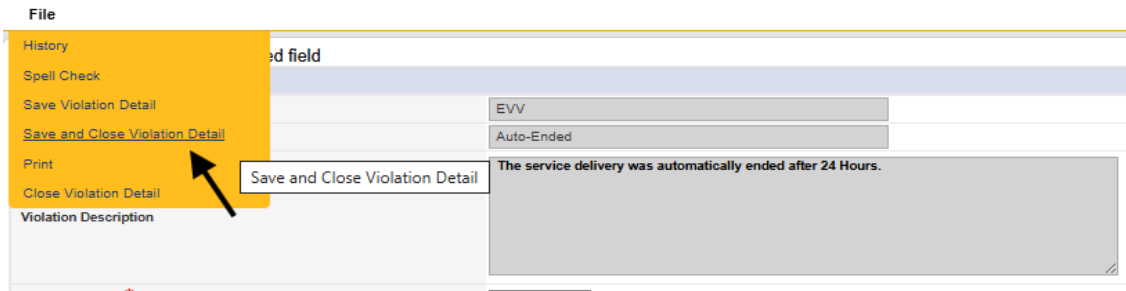 File
History
ed field
Spell Check
Save Violation Detail
EVV
Save and Close Violation Detail
Auto-Ended
Print
Save and Close Violation Detail
The service delivery was automatically ended after 24 Hours.
Close Violation Detail
Violation Description
*